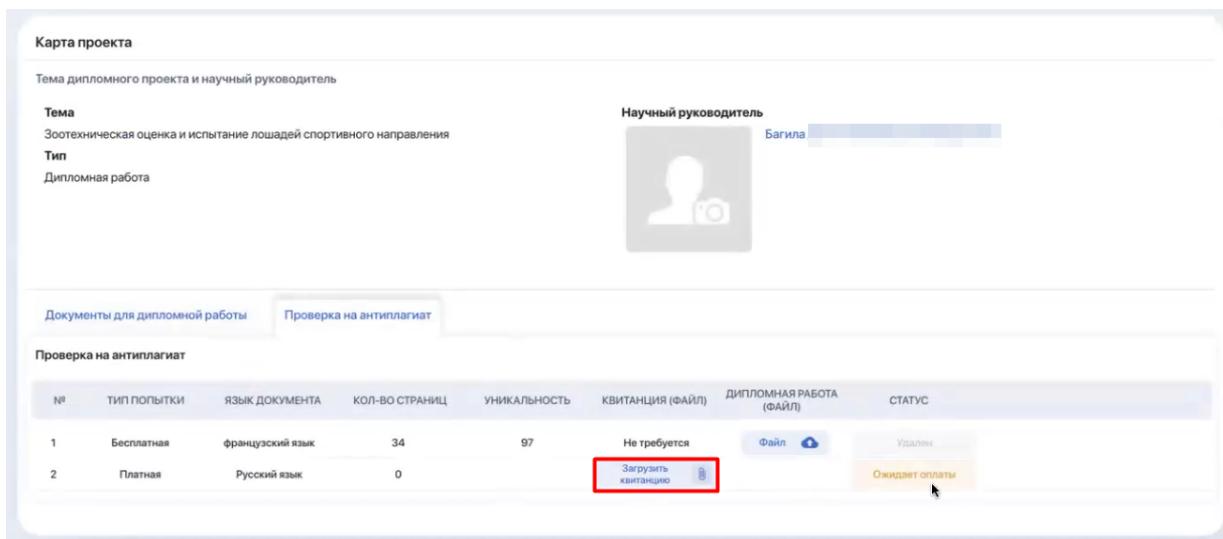 Карта проекта
Тема дипломного проекта и научный руководитель
Тема
Зоотехническая оценка и испытание лошадей спортивного направления
Тип
Дипломная работа
Научный руководитель
Багила
Документы для дипломной работы
Проверка на антиплагиат
Проверка на антиплагиат
№ ТИП ПОПЫТКИ ЯЗЫК ДОКУМЕНТА КОЛ-ВО СТРАНИЦ УНИКАЛЬНОСТЬ КВИТАНЦИЯ (ФАЙЛ) ДИПЛОМНАЯ РАБОТА (ФАЙЛ) СТАТУС
1 Бесплатная французский язык 34 97 Не требуется Файл Удален
2 Платная Русский язык 0 Загрузить квитанцию Ожидает оплаты